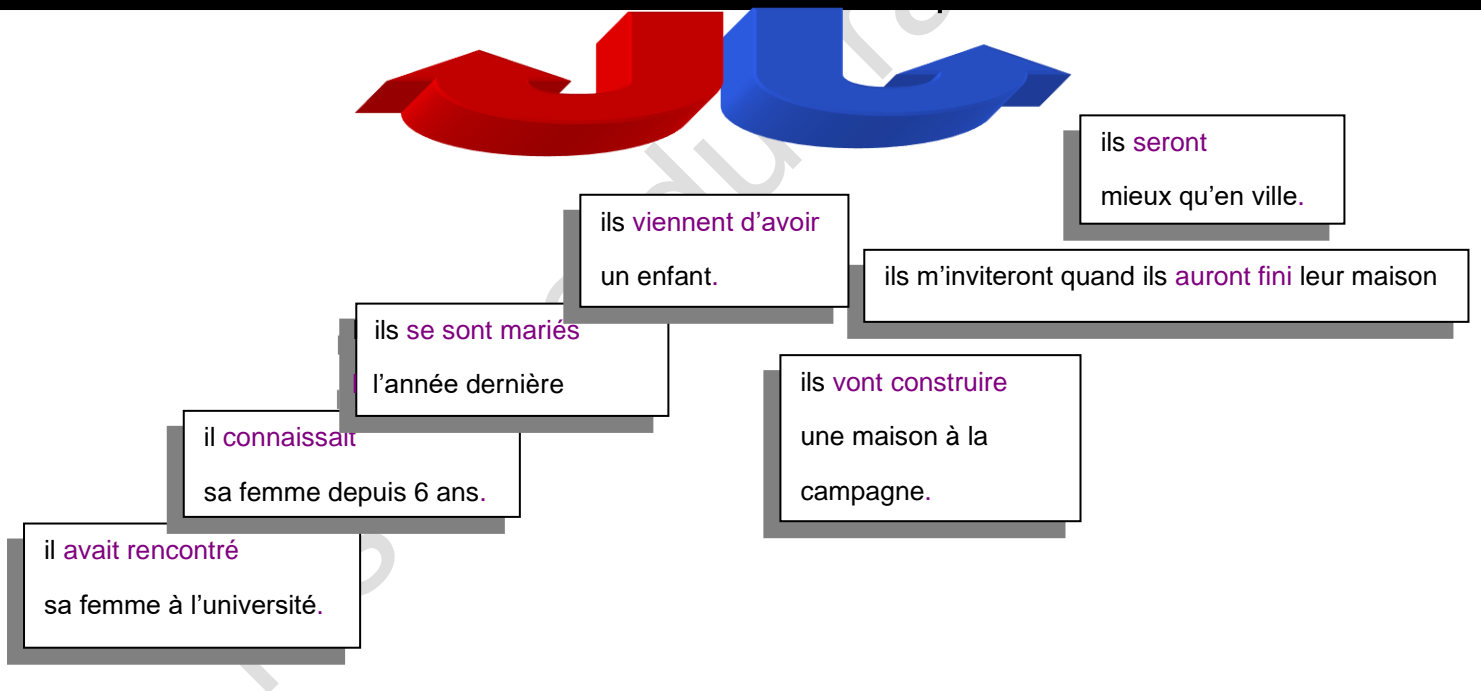 ils seront
mieux qu'en ville.
ils viennent d'avoir
un enfant.
ils m'inviteront quand ils auront fini leur maison
ils se sont mariés
l'année dernière
ils vont construire
une maison à la
campagne.
il connaissait
sa femme depuis 6 ans.
il avait rencontré
sa femme à l'université.